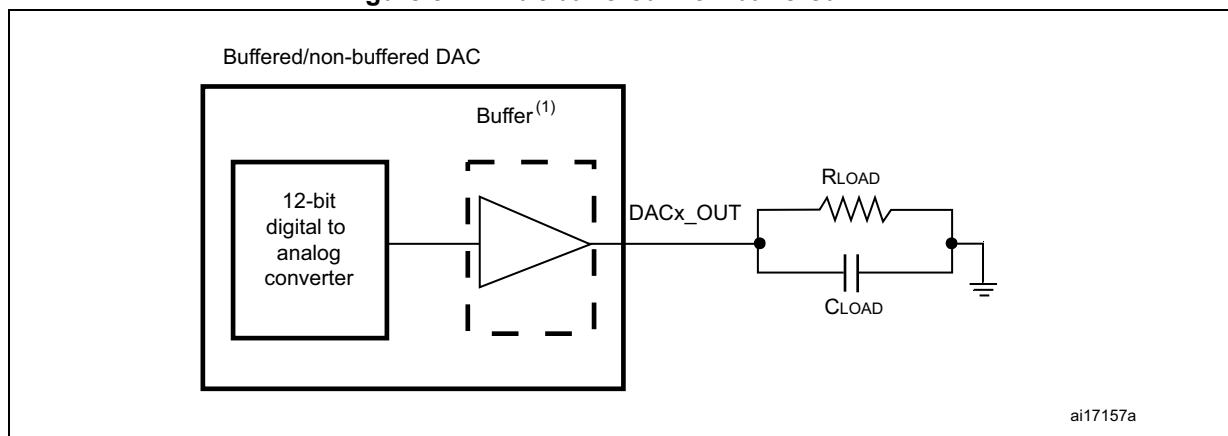 Buffered/non-buffered DAC
Buffer(1)
12-bit
digital to
analog
converter
DACx_OUT
RLOAD
CLOAD
ai17157a